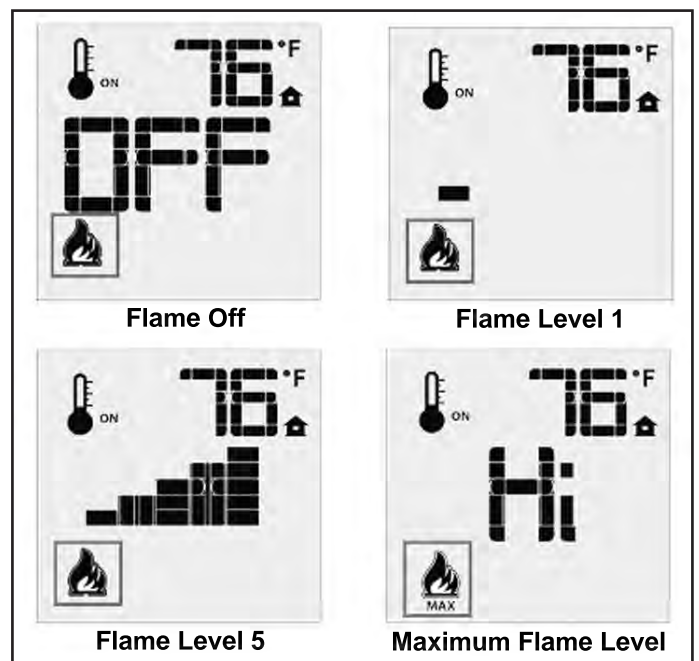 76 °F
ON
OFF
Flame Off
76 °F
ON
Flame Level 1
76 °F
ON
Flame Level 5
76 °F
ON
Hi
MAX
Maximum Flame Level